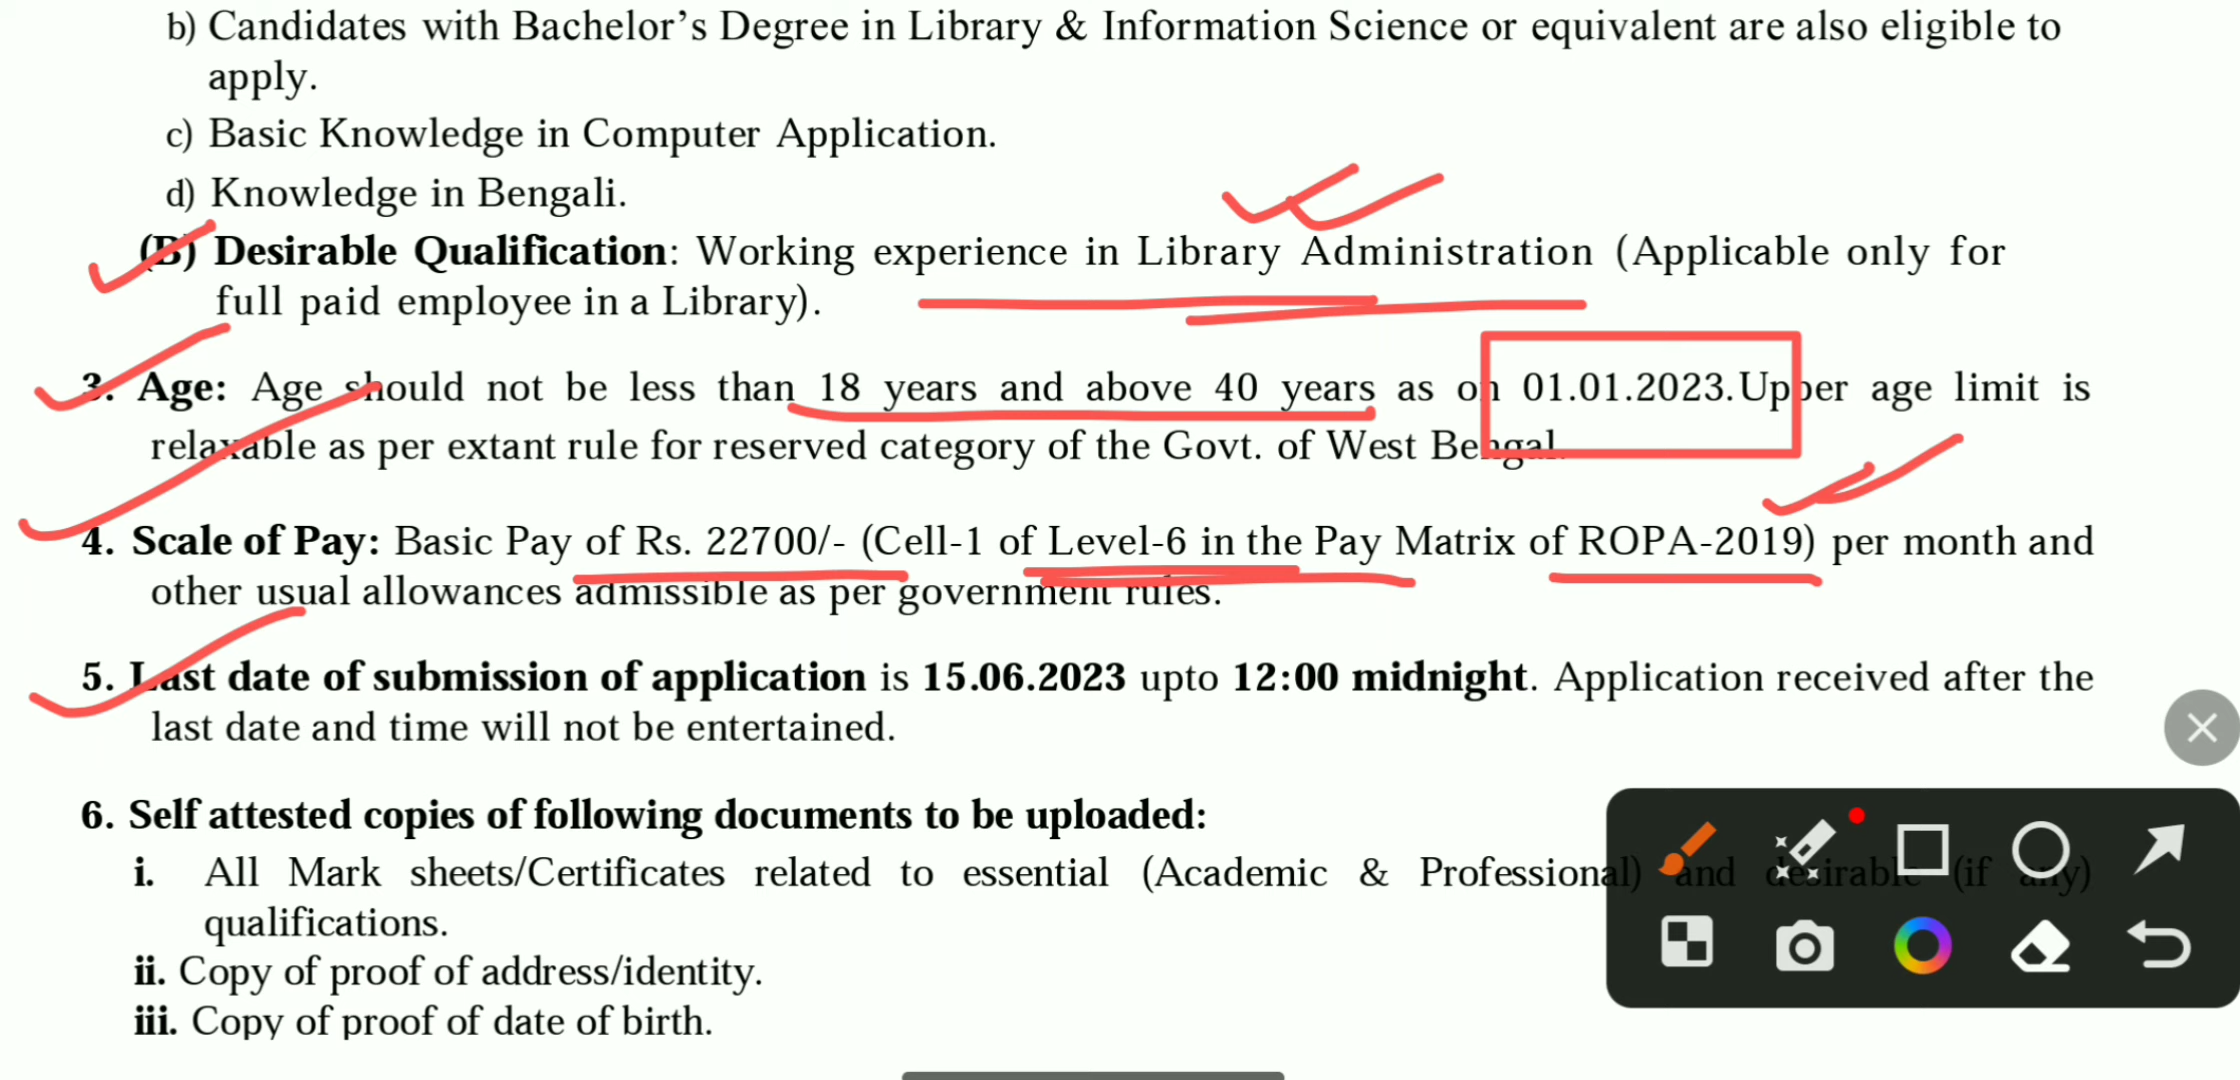 b) Candidates with Bachelor’s Degree in Library & Information Science or equivalent are also eligible to
apply.
c) Basic Knowledge in Computer Application.
d) Knowledge in Bengali.
(B) Desirable Qualification: Working experience in Library Administration (Applicable only for
full paid employee in a Library).
3. Age: Age should not be less than 18 years and above 40 years as on 01.01.2023.Upper age limit is
relaxable as per extant rule for reserved category of the Govt. of West Bengal.
4. Scale of Pay: Basic Pay of Rs. 22700/- (Cell-1 of Level-6 in the Pay Matrix of ROPA-2019) per month and
other usual allowances admissible as per government rules.
5. Last date of submission of application is 15.06.2023 upto 12:00 midnight. Application received after the
last date and time will not be entertained.
6. Self attested copies of following documents to be uploaded:
i. All Mark sheets/Certificates related to essential (Academic & Professional) and desirable (if any)
qualifications.
ii. Copy of proof of address/identity.
iii. Copy of proof of date of birth.